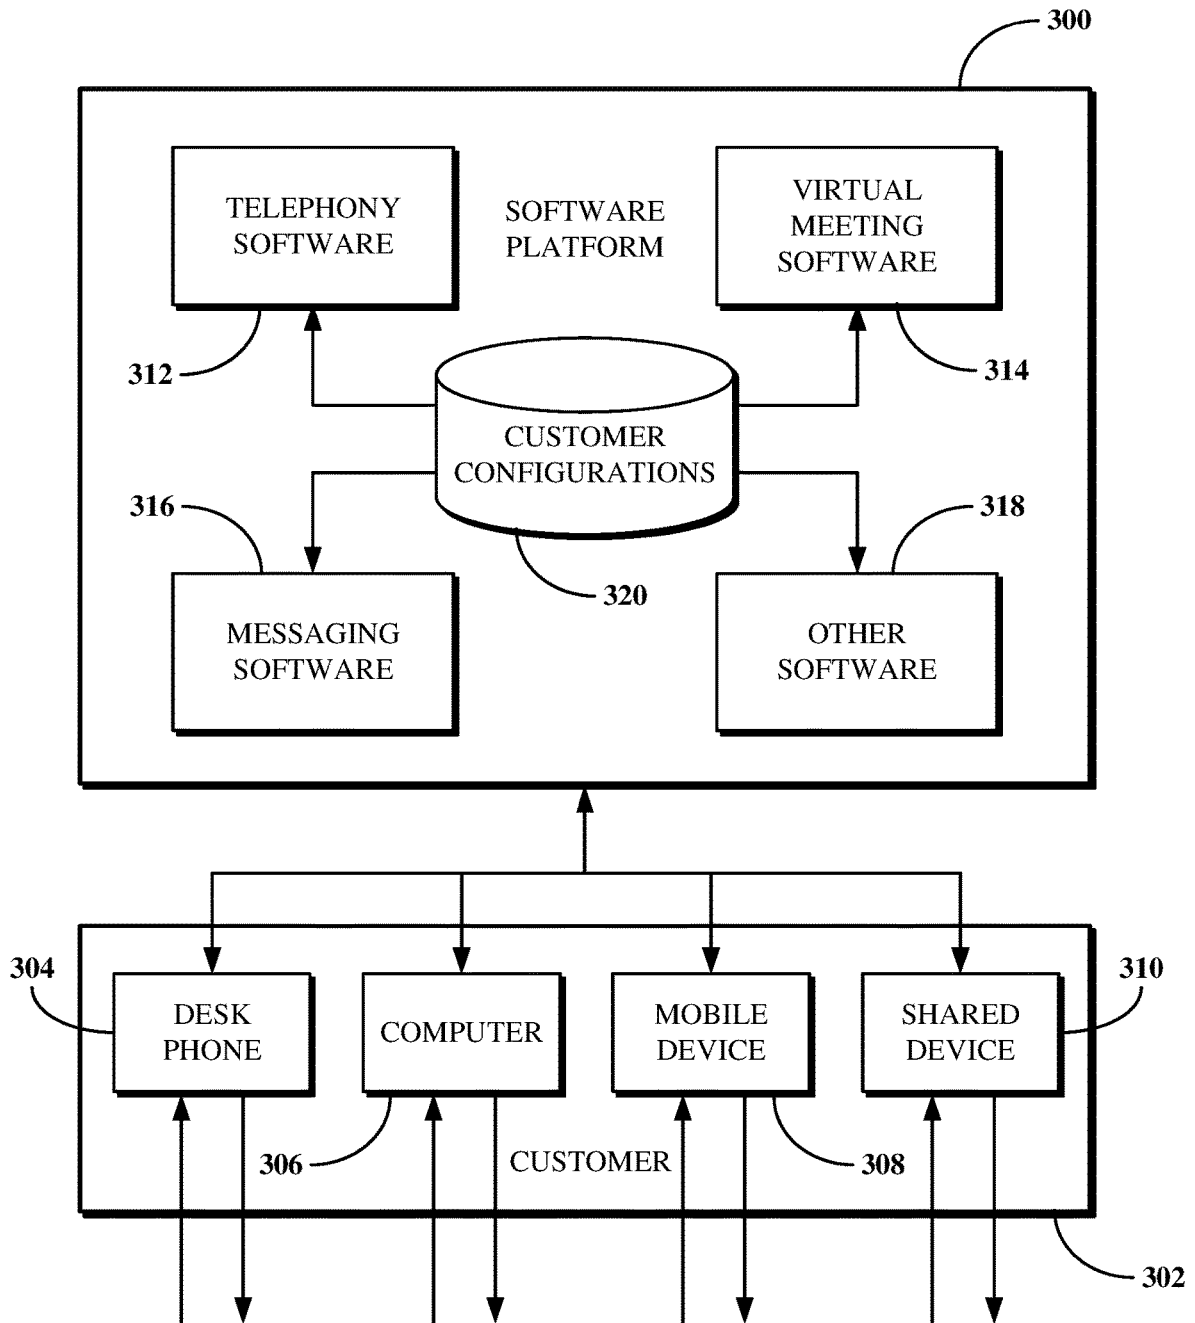 300
TELEPHONY
SOFTWARE
SOFTWARE
PLATFORM
VIRTUAL
MEETING
SOFTWARE
312
314
CUSTOMER
CONFIGURATIONS
316
318
320
MESSAGING
SOFTWARE
OTHER
SOFTWARE
304
DESK
PHONE
COMPUTER
MOBILE
DEVICE
SHARED
DEVICE
310
306
CUSTOMER
308
302